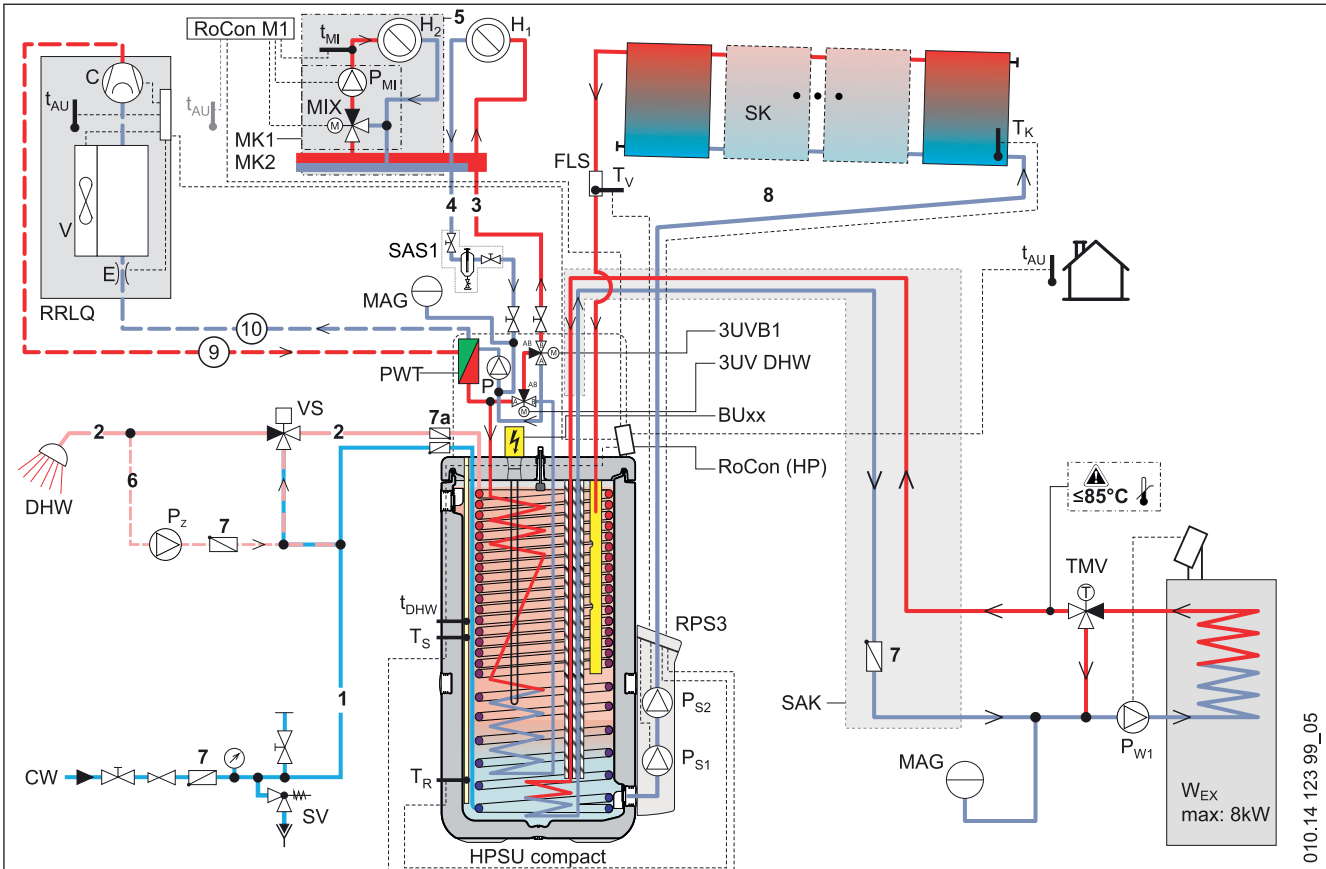 RoCon M1
tMI
5
H2
H1
C
tAU
tAU
PMI
MIX
M
MK1
MK2
SK
TK
FLS
TV
8
4
3
V
SAS1
E
tAU
RRLQ
MAG
10
9
3UVB1
AB
B
A
M
3UV DHW
PWT
P
AB
A
B
M
BUxx
VS
7a
2
2
RoCon (HP)
6
≤85°C
DHW
PZ
7
TMV
T
tDHW
TS
RPS3
7
1
SAK
PS2
PW1
7
PS1
CW
TR
MAG
WEX
max: 8kW
SV
HPSU compact
010.14 123 99_05